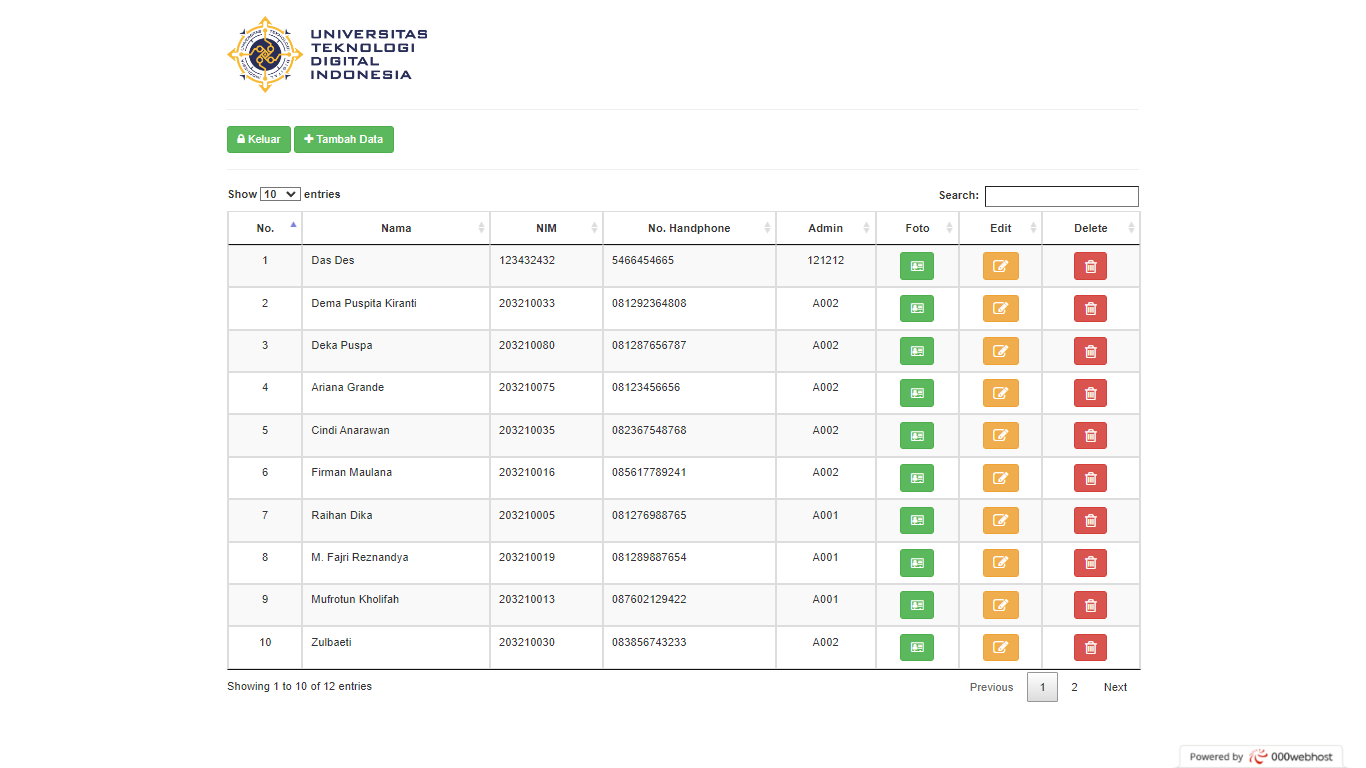 UNIVERSITAS
TEKNOLOGI
DIGITAL
INDONESIA
Keluar Tambah Data
Show 10 entries Search:
No. Nama NIM No. Handphone Admin Foto Edit Delete
1 Das Des 123432432 5466454665 121212
2 Dema Puspita Kiranti 203210033 081292364808 A002
3 Deka Puspa 203210080 081287656787 A002
4 Ariana Grande 203210075 08123456656 A002
5 Cindi Anarawan 203210035 082367548768 A002
6 Firman Maulana 203210016 085617789241 A002
7 Raihan Dika 203210005 081276988765 A001
8 M. Fajri Reznandya 203210019 081289887654 A001
9 Mufrotun Kholifah 203210013 087602129422 A001
10 Zulbaeti 203210030 083856743233 A002
Showing 1 to 10 of 12 entries Previous 1 2 Next
Powered by 000webhost